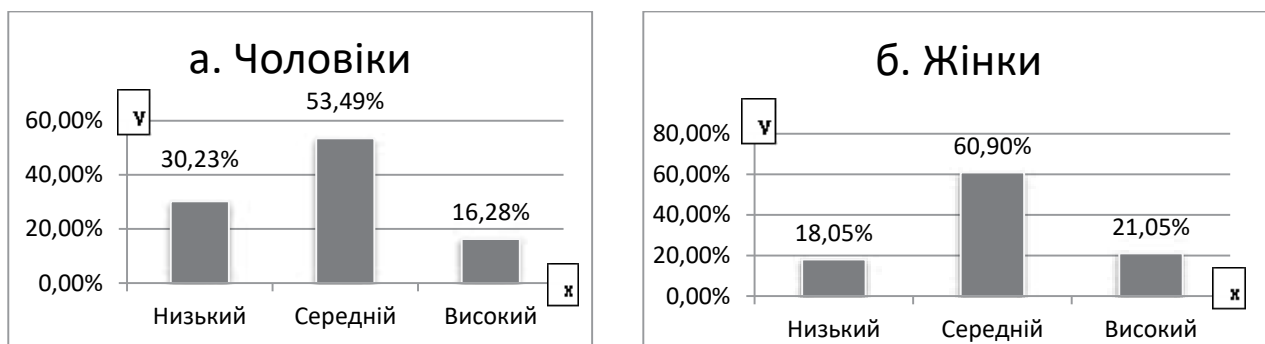 а. Чоловіки
y
60,00%
40,00%
20,00%
0,00%
30,23%
53,49%
16,28%
x
Низький
Середній
Високий
б. Жінки
y
80,00%
60,00%
40,00%
20,00%
0,00%
18,05%
60,90%
21,05%
x
Низький
Середній
Високий